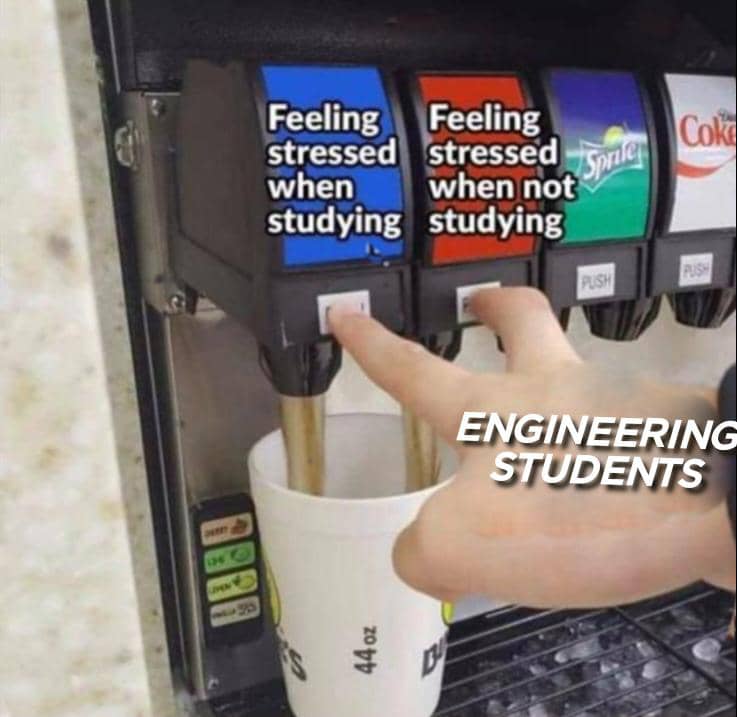 Feeling
stressed
when
studying
Feeling
stressed
when not
studying
Sprite
Coke
PUSH
PUSH
ENGINEERING
STUDENTS
44 oz